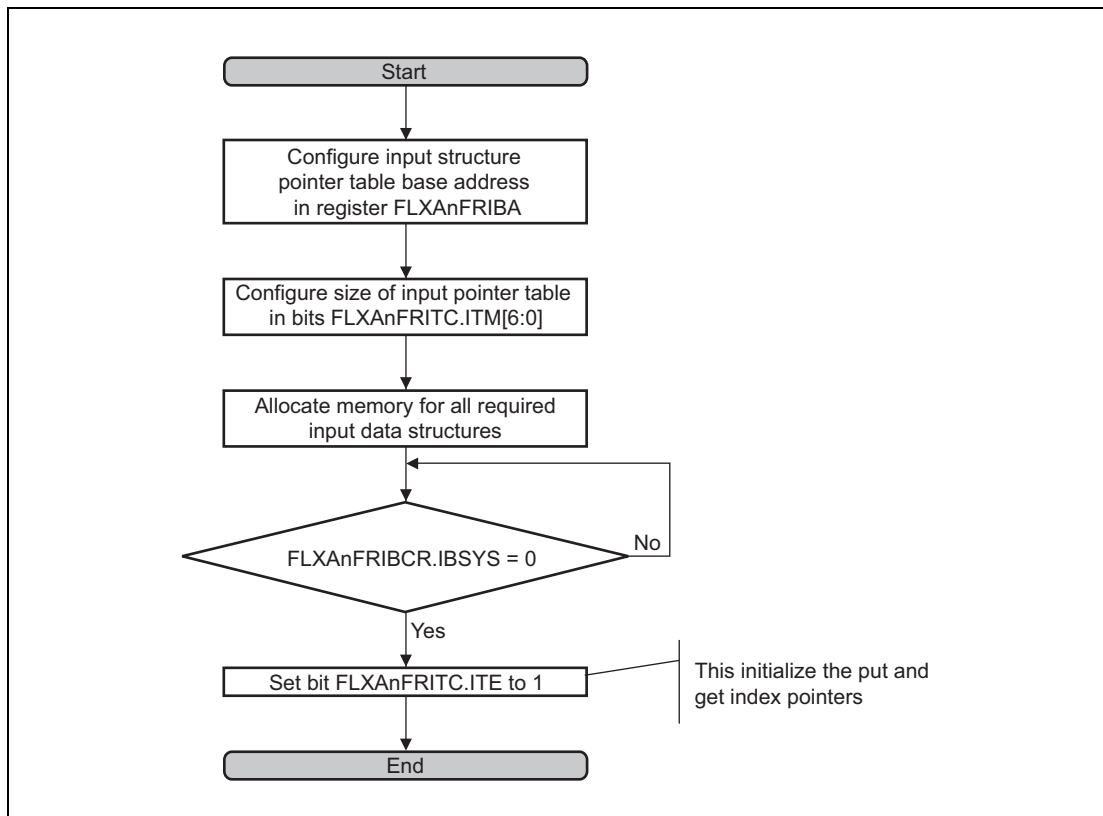 Start
Configure input structure
pointer table base address
in register FLXAnFRIBA
Configure size of input pointer table
in bits FLXAnFRITC.ITM[6:0]
Allocate memory for all required
input data structures
FLXAnFRIBCR.IBSYS = 0
No
Yes
Set bit FLXAnFRITC.ITE to 1
This initialize the put and
get index pointers
End